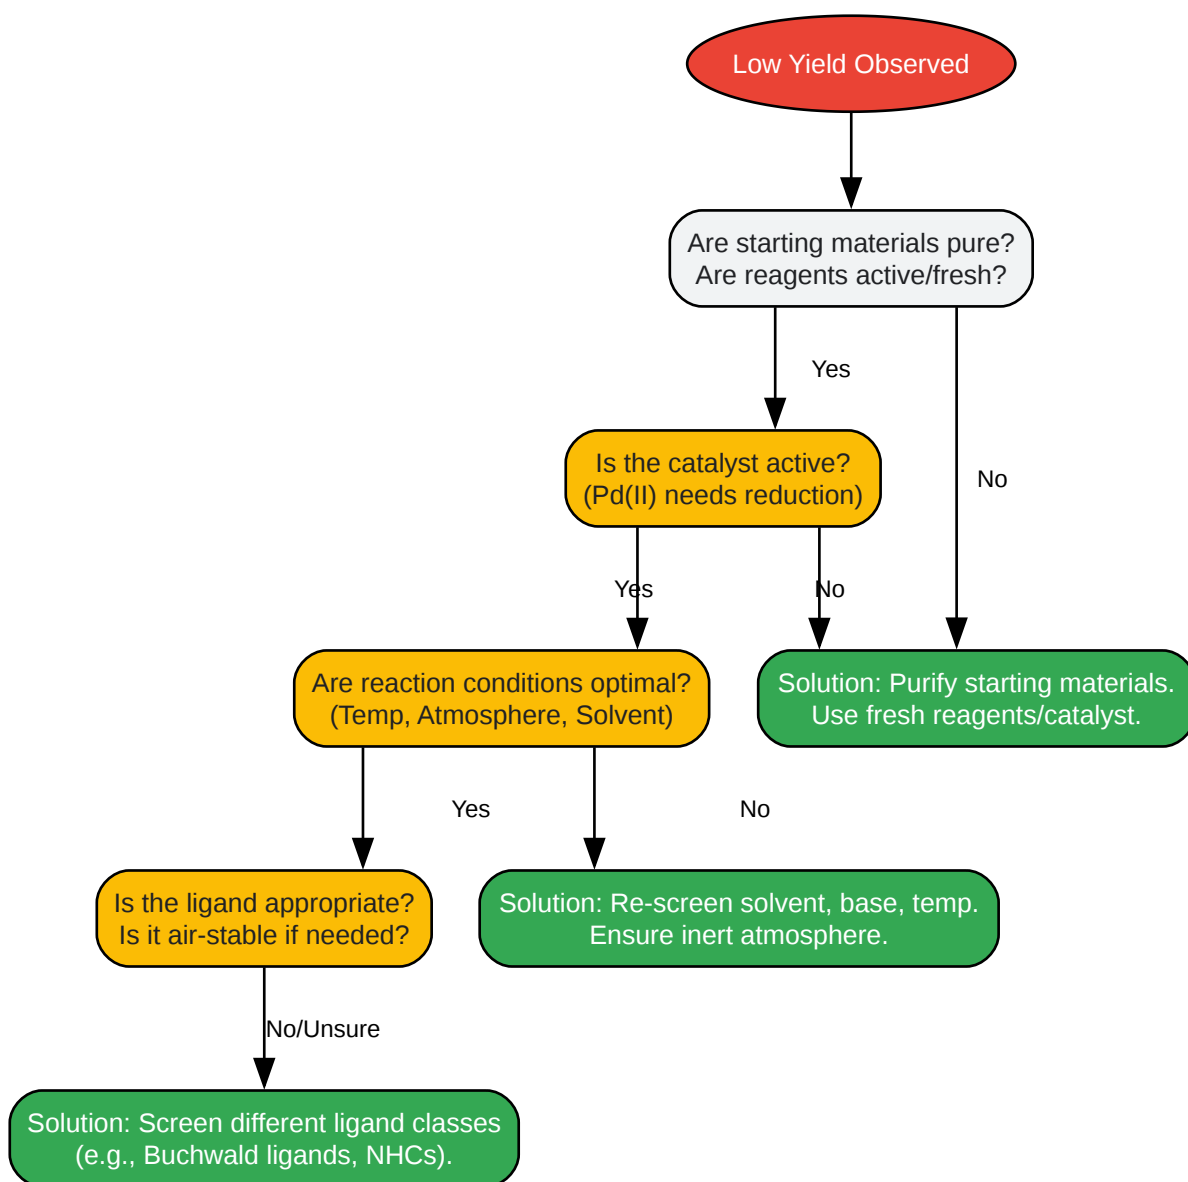 Low Yield Observed
Are starting materials pure?
Are reagents active/fresh?
Yes
Is the catalyst active?
(Pd(II) needs reduction)
No
Yes
No
Are reaction conditions optimal?
(Temp, Atmosphere, Solvent)
Solution: Purify starting materials.
Use fresh reagents/catalyst.
Yes
No
Is the ligand appropriate?
Is it air-stable if needed?
Solution: Re-screen solvent, base, temp.
Ensure inert atmosphere.
No/Unsure
Solution: Screen different ligand classes
(e.g., Buchwald ligands, NHCs).